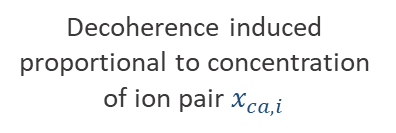 Decoherence induced
proportional to concentration
of ion pair x_{ca,i}